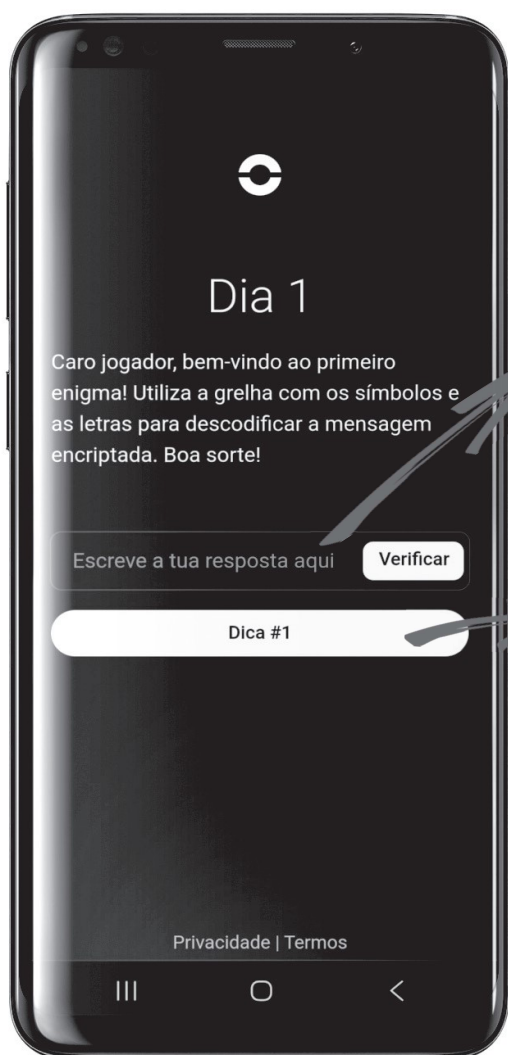 Dia 1
Caro jogador, bem-vindo ao primeiro
enigma! Utiliza a grelha com os símbolos e
as letras para descodificar a mensagem
encriptada. Boa sorte!
Escreve a tua resposta aqui
Verificar
Dica #1
Privacidade | Termos